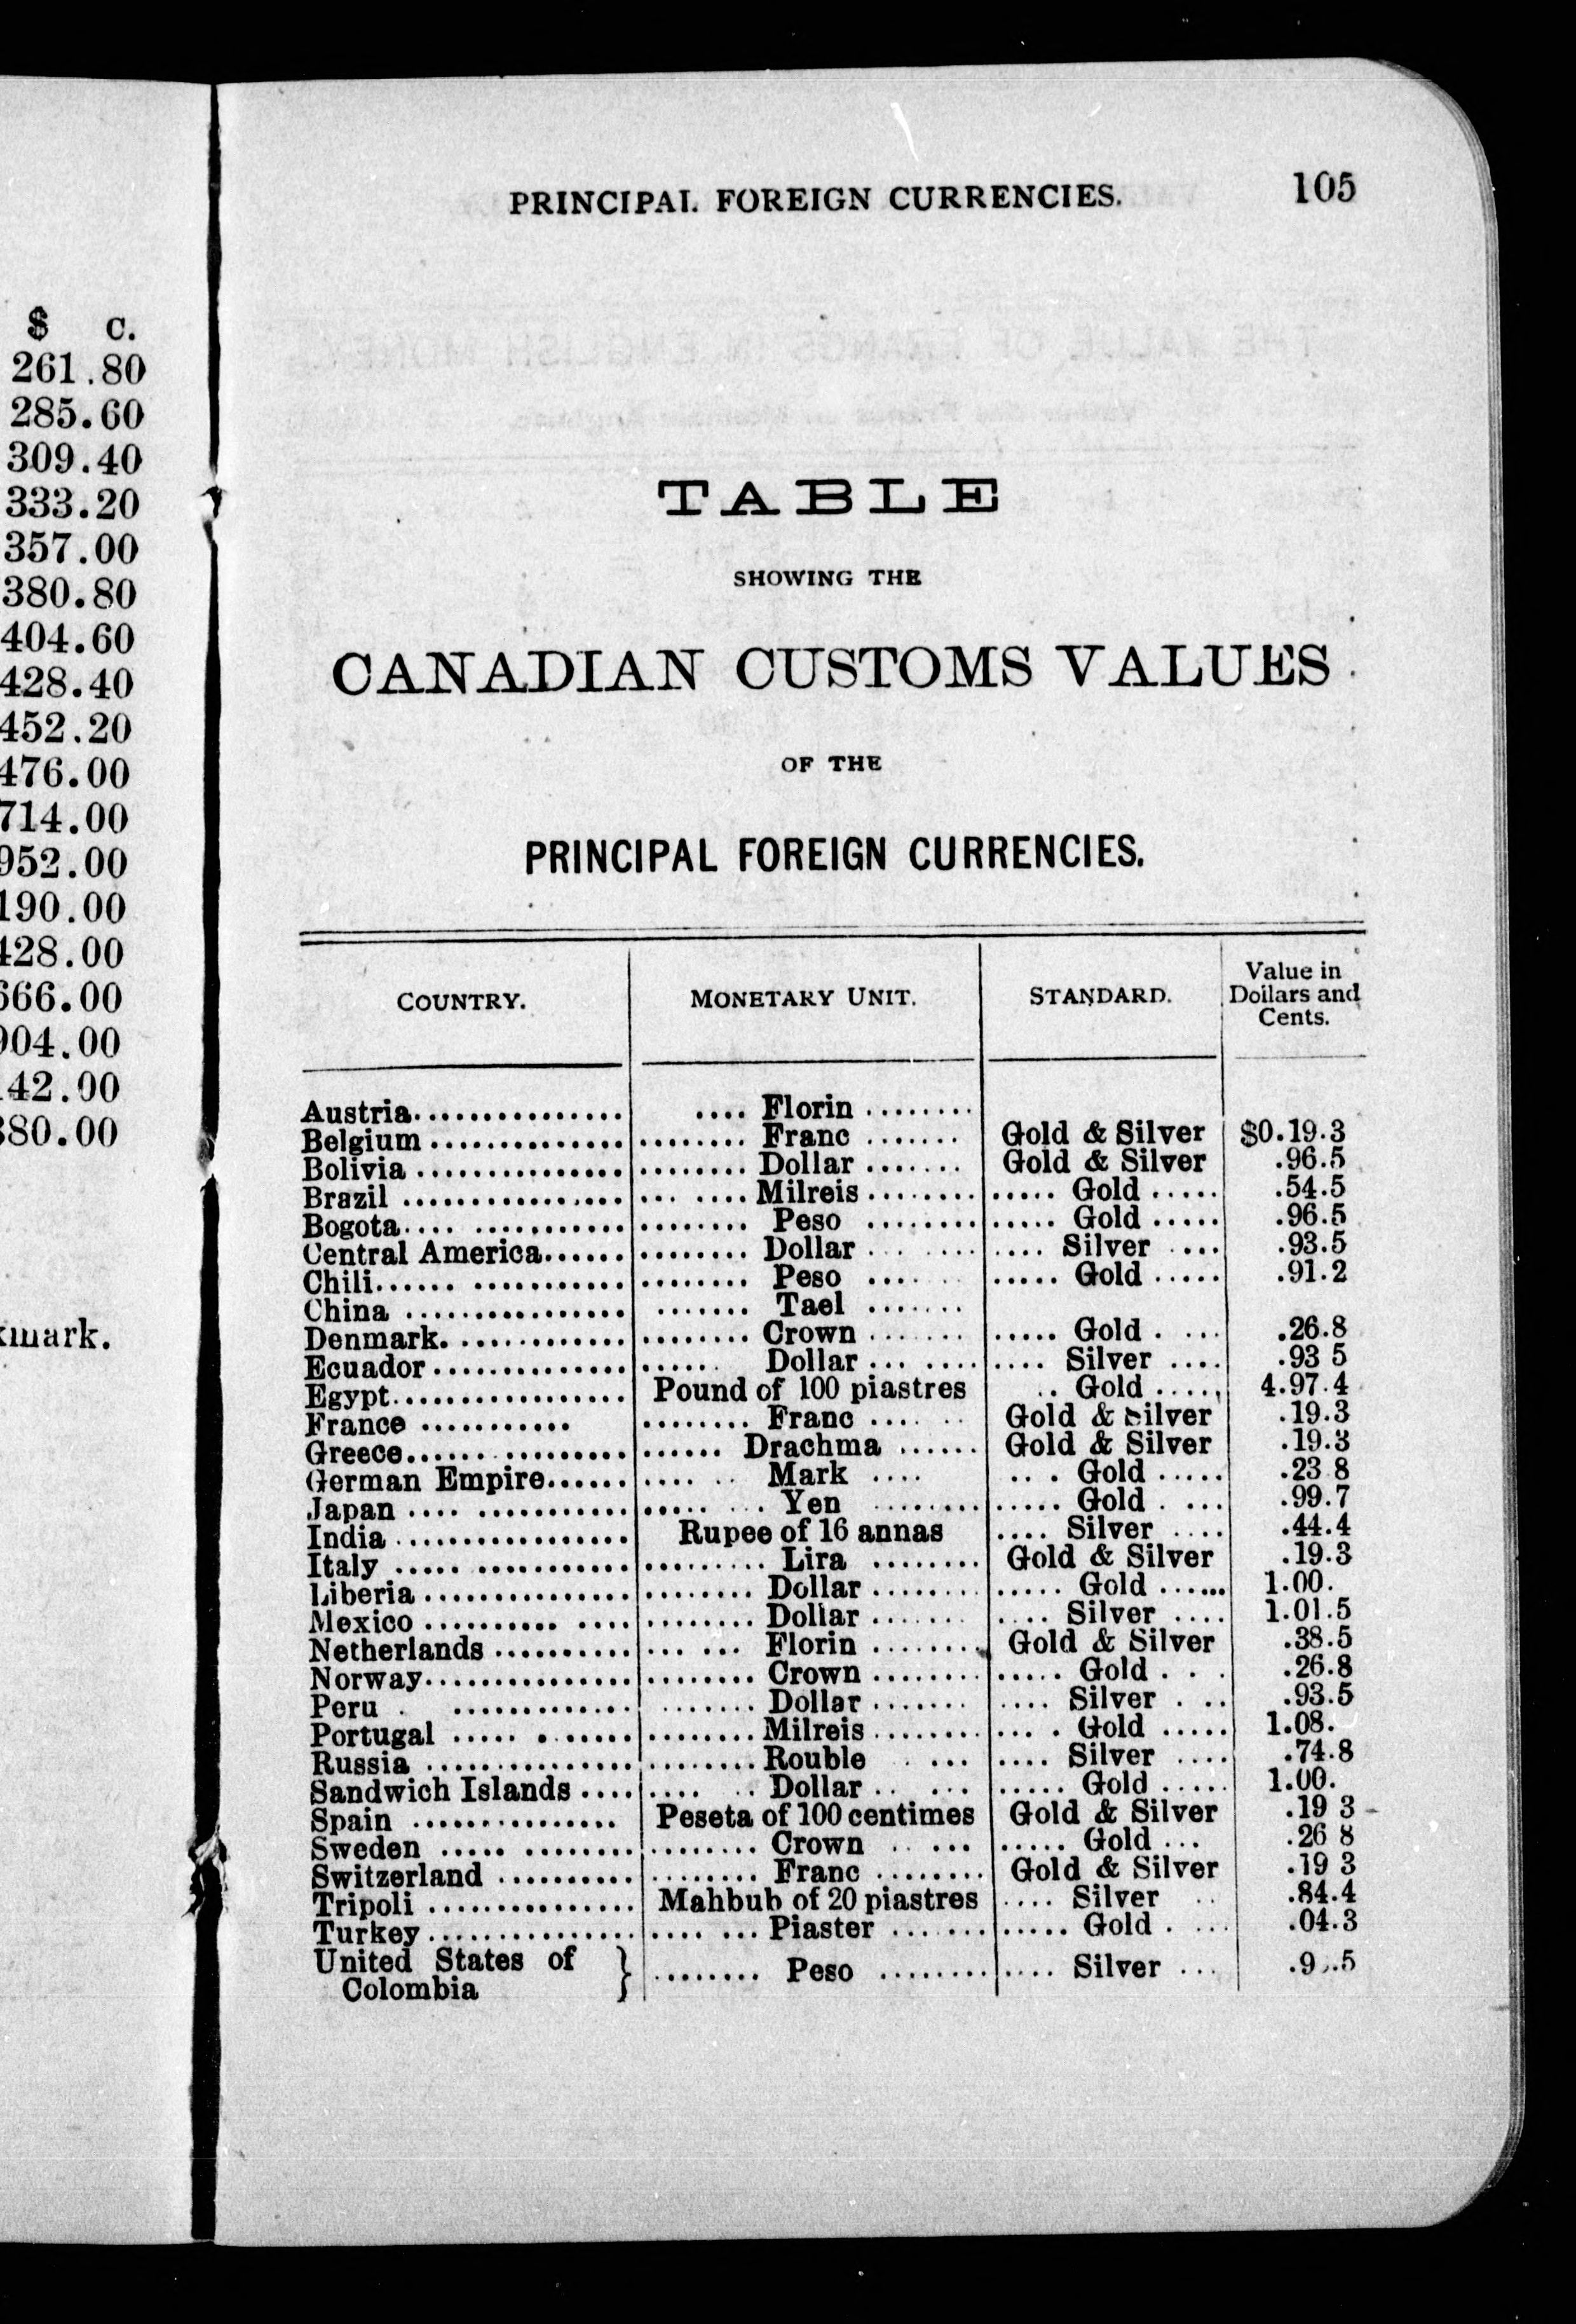 $ c.
261.80
285.60
309.40
333.20
357.00
380.80
404.60
428.40
452.20
476.00
714.00
952.00
190.00
428.00
666.00
904.00
142.00
380.00
kmark.
PRINCIPAL FOREIGN CURRENCIES. 105
TABLE
SHOWING THE
CANADIAN CUSTOMS VALUES
OF THE
PRINCIPAL FOREIGN CURRENCIES.
COUNTRY. MONETARY UNIT. STANDARD. Value in Dollars and Cents.
Austria............... .... Florin ........
Belgium .............. ........ Franc ....... Gold & Silver $0.19.3
Bolivia ............... ........ Dollar ....... Gold & Silver .96.5
Brazil ................ ... .... Milreis ........ ..... Gold ..... .54.5
Bogota.... ........... ........ Peso ........ ..... Gold ..... .96.5
Central America...... ........ Dollar ........ .... Silver .... .93.5
Chili...... ........... ........ Peso .... ..... Gold ..... .91.2
China ................ ....... Tael .......
Denmark. ............ ........ Crown ....... ..... Gold . ... .26.8
Ecuador .............. ...... Dollar ... .... .... Silver .... .93 5
Egypt................. Pound of 100 piastres .. Gold ..... 4.97.4
France ........... ........ Franc ....... Gold & Silver .19.3
Greece...... ......... ...... Drachma ...... Gold & Silver .19.3
German Empire...... .... .. Mark .... .. . Gold ..... .23 8
Japan .... ........... ..... ... Yen ........ ..... Gold . ... .99.7
India ................. Rupee of 16 annas .... Silver .... .44.4
Italy ..... ........... ......... Lira ........ Gold & Silver .19.3
Liberia ............... ........ Dollar ........ ..... Gold ...... 1.00.
Mexico .......... .... ........ Dollar ....... .... Silver .... 1.01.5
Netherlands .......... ... ... Florin ........ Gold & Silver .38.5
Norway............... ........ Crown ........ ..... Gold . . . .26.8
Peru . ............. ....... Dollar ....... .... Silver . .. .93.5
Portugal ..... . ...... ........ Milreis ........ ... . Gold ..... 1.08.
Russia ............... ........ Rouble ... .... Silver .... .74.8
Sandwich Islands .... .... .. Dollar .. ... ..... Gold ..... 1.00.
Spain ............... Peseta of 100 centimes Gold & Silver .19 3
Sweden ..... ........ ........ Crown .. ... ..... Gold ... .26 8
Switzerland .......... ........ Franc ........ Gold & Silver .19 3
Tripoli ............... Mahbub of 20 piastres .... Silver .. .84.4
Turkey ............... .... ... Piaster ....... ..... Gold . ... .04.3
United States of } ........ Peso ........ .... Silver ...
Colombia